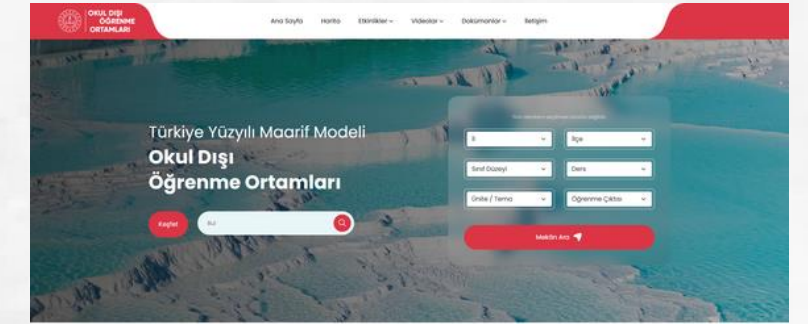 OKUL DIŞI
ÖĞRENME
ORTAMLARI
Ana Sayfa Harita Etkinlikler Videolar Dokümanlar İletişim
Türkiye Yüzyılı Maarif Modeli
Okul Dışı
Öğrenme Ortamları
Keşfet Bul
İl İlçe
Sınıf Düzeyi Ders
Ünite / Tema Öğrenme Çıktısı
Mekân Ara